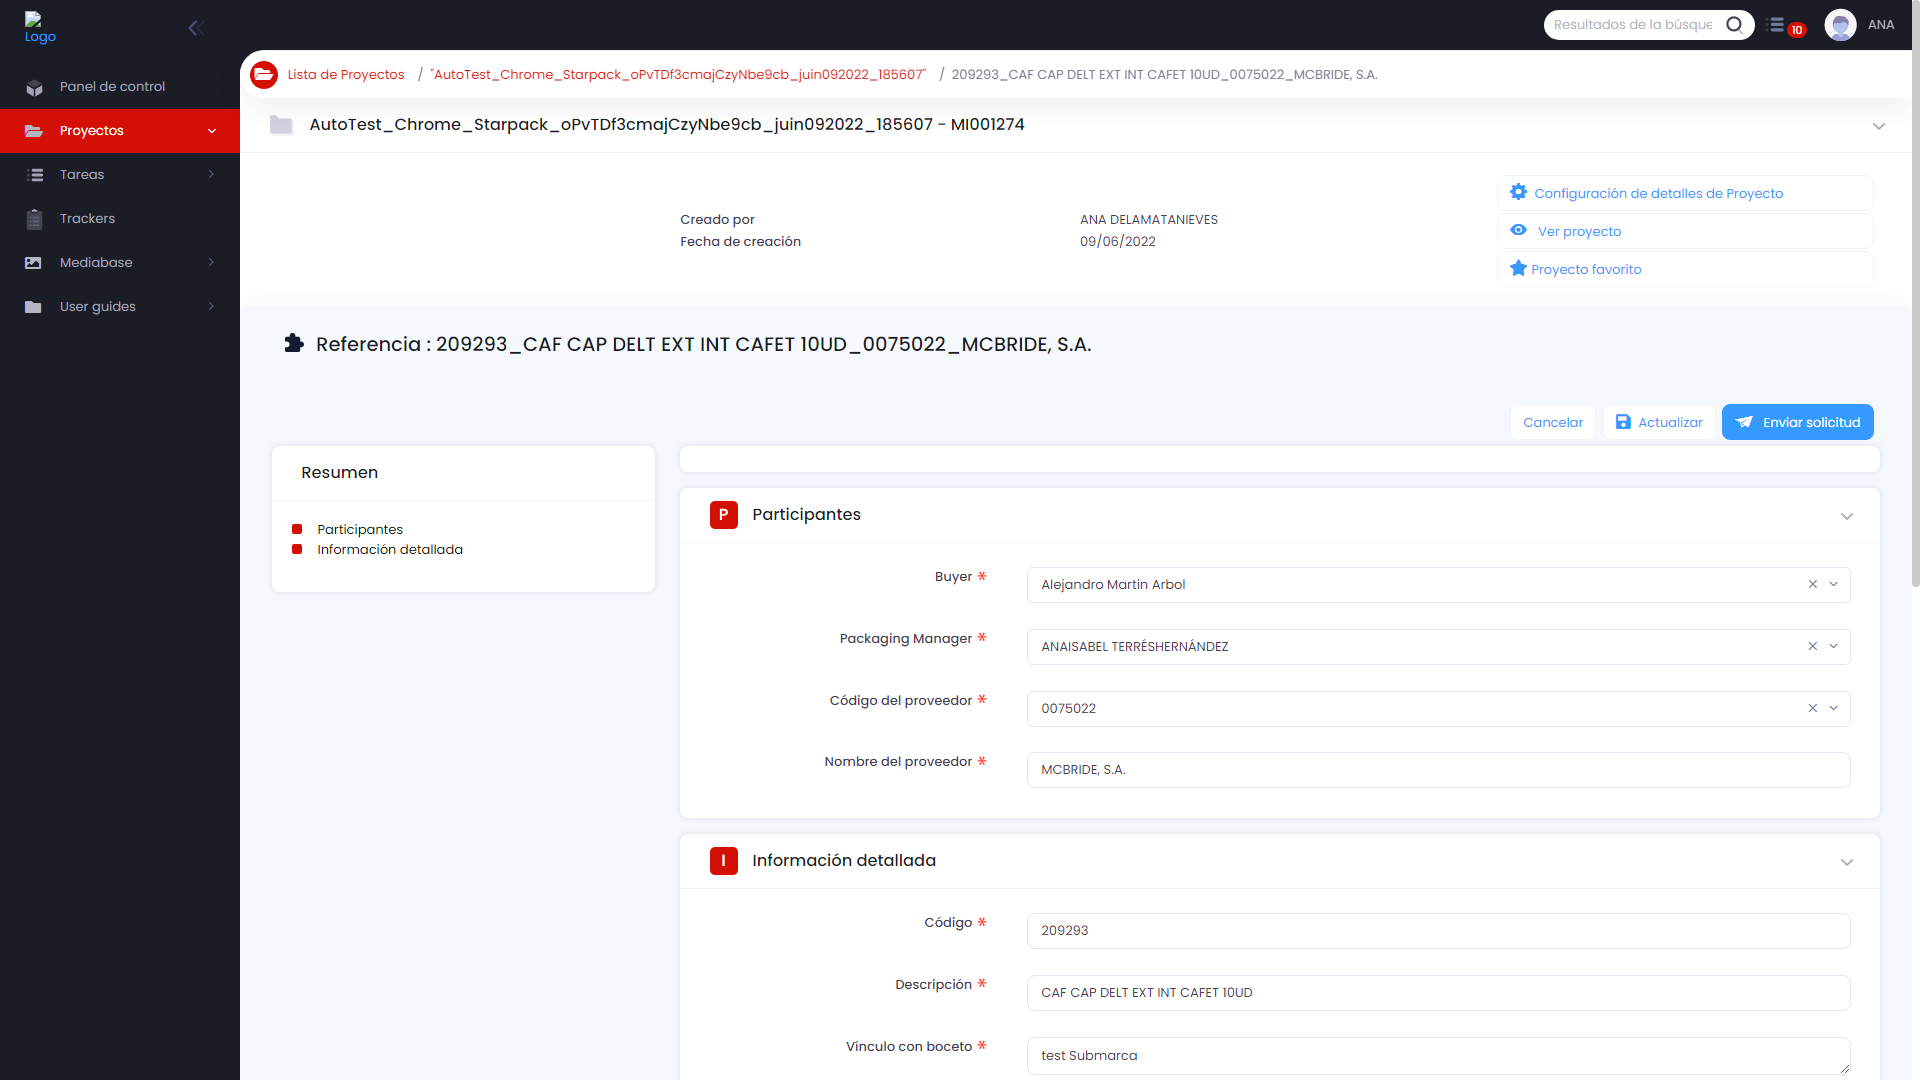 Logo
Resultados de la búsque
10
ANA
Panel de control
Proyectos
Tareas
Trackers
Mediabase
User guides
Lista de Proyectos / "AutoTest_Chrome_Starpack_oPvTDf3cmajCzyNbe9cb_juin092022_185607" / 209293_CAF CAP DELT EXT INT CAFET 10UD_0075022_MCBRIDE, S.A.
AutoTest_Chrome_Starpack_oPvTDf3cmajCzyNbe9cb_juin092022_185607 - MI001274
Creado por ANA DELAMATANIEVES
Fecha de creación 09/06/2022
Configuración de detalles de Proyecto
Ver proyecto
Proyecto favorito
Referencia : 209293_CAF CAP DELT EXT INT CAFET 10UD_0075022_MCBRIDE, S.A.
Cancelar
Actualizar
Enviar solicitud
Resumen
Participantes
Información detallada
P Participantes
Buyer * Alejandro Martin Arbol
Packaging Manager * ANAISABEL TERRÉSHERNÁNDEZ
Código del proveedor * 0075022
Nombre del proveedor * MCBRIDE, S.A.
I Información detallada
Código * 209293
Descripción * CAF CAP DELT EXT INT CAFET 10UD
Vínculo con boceto * test Submarca